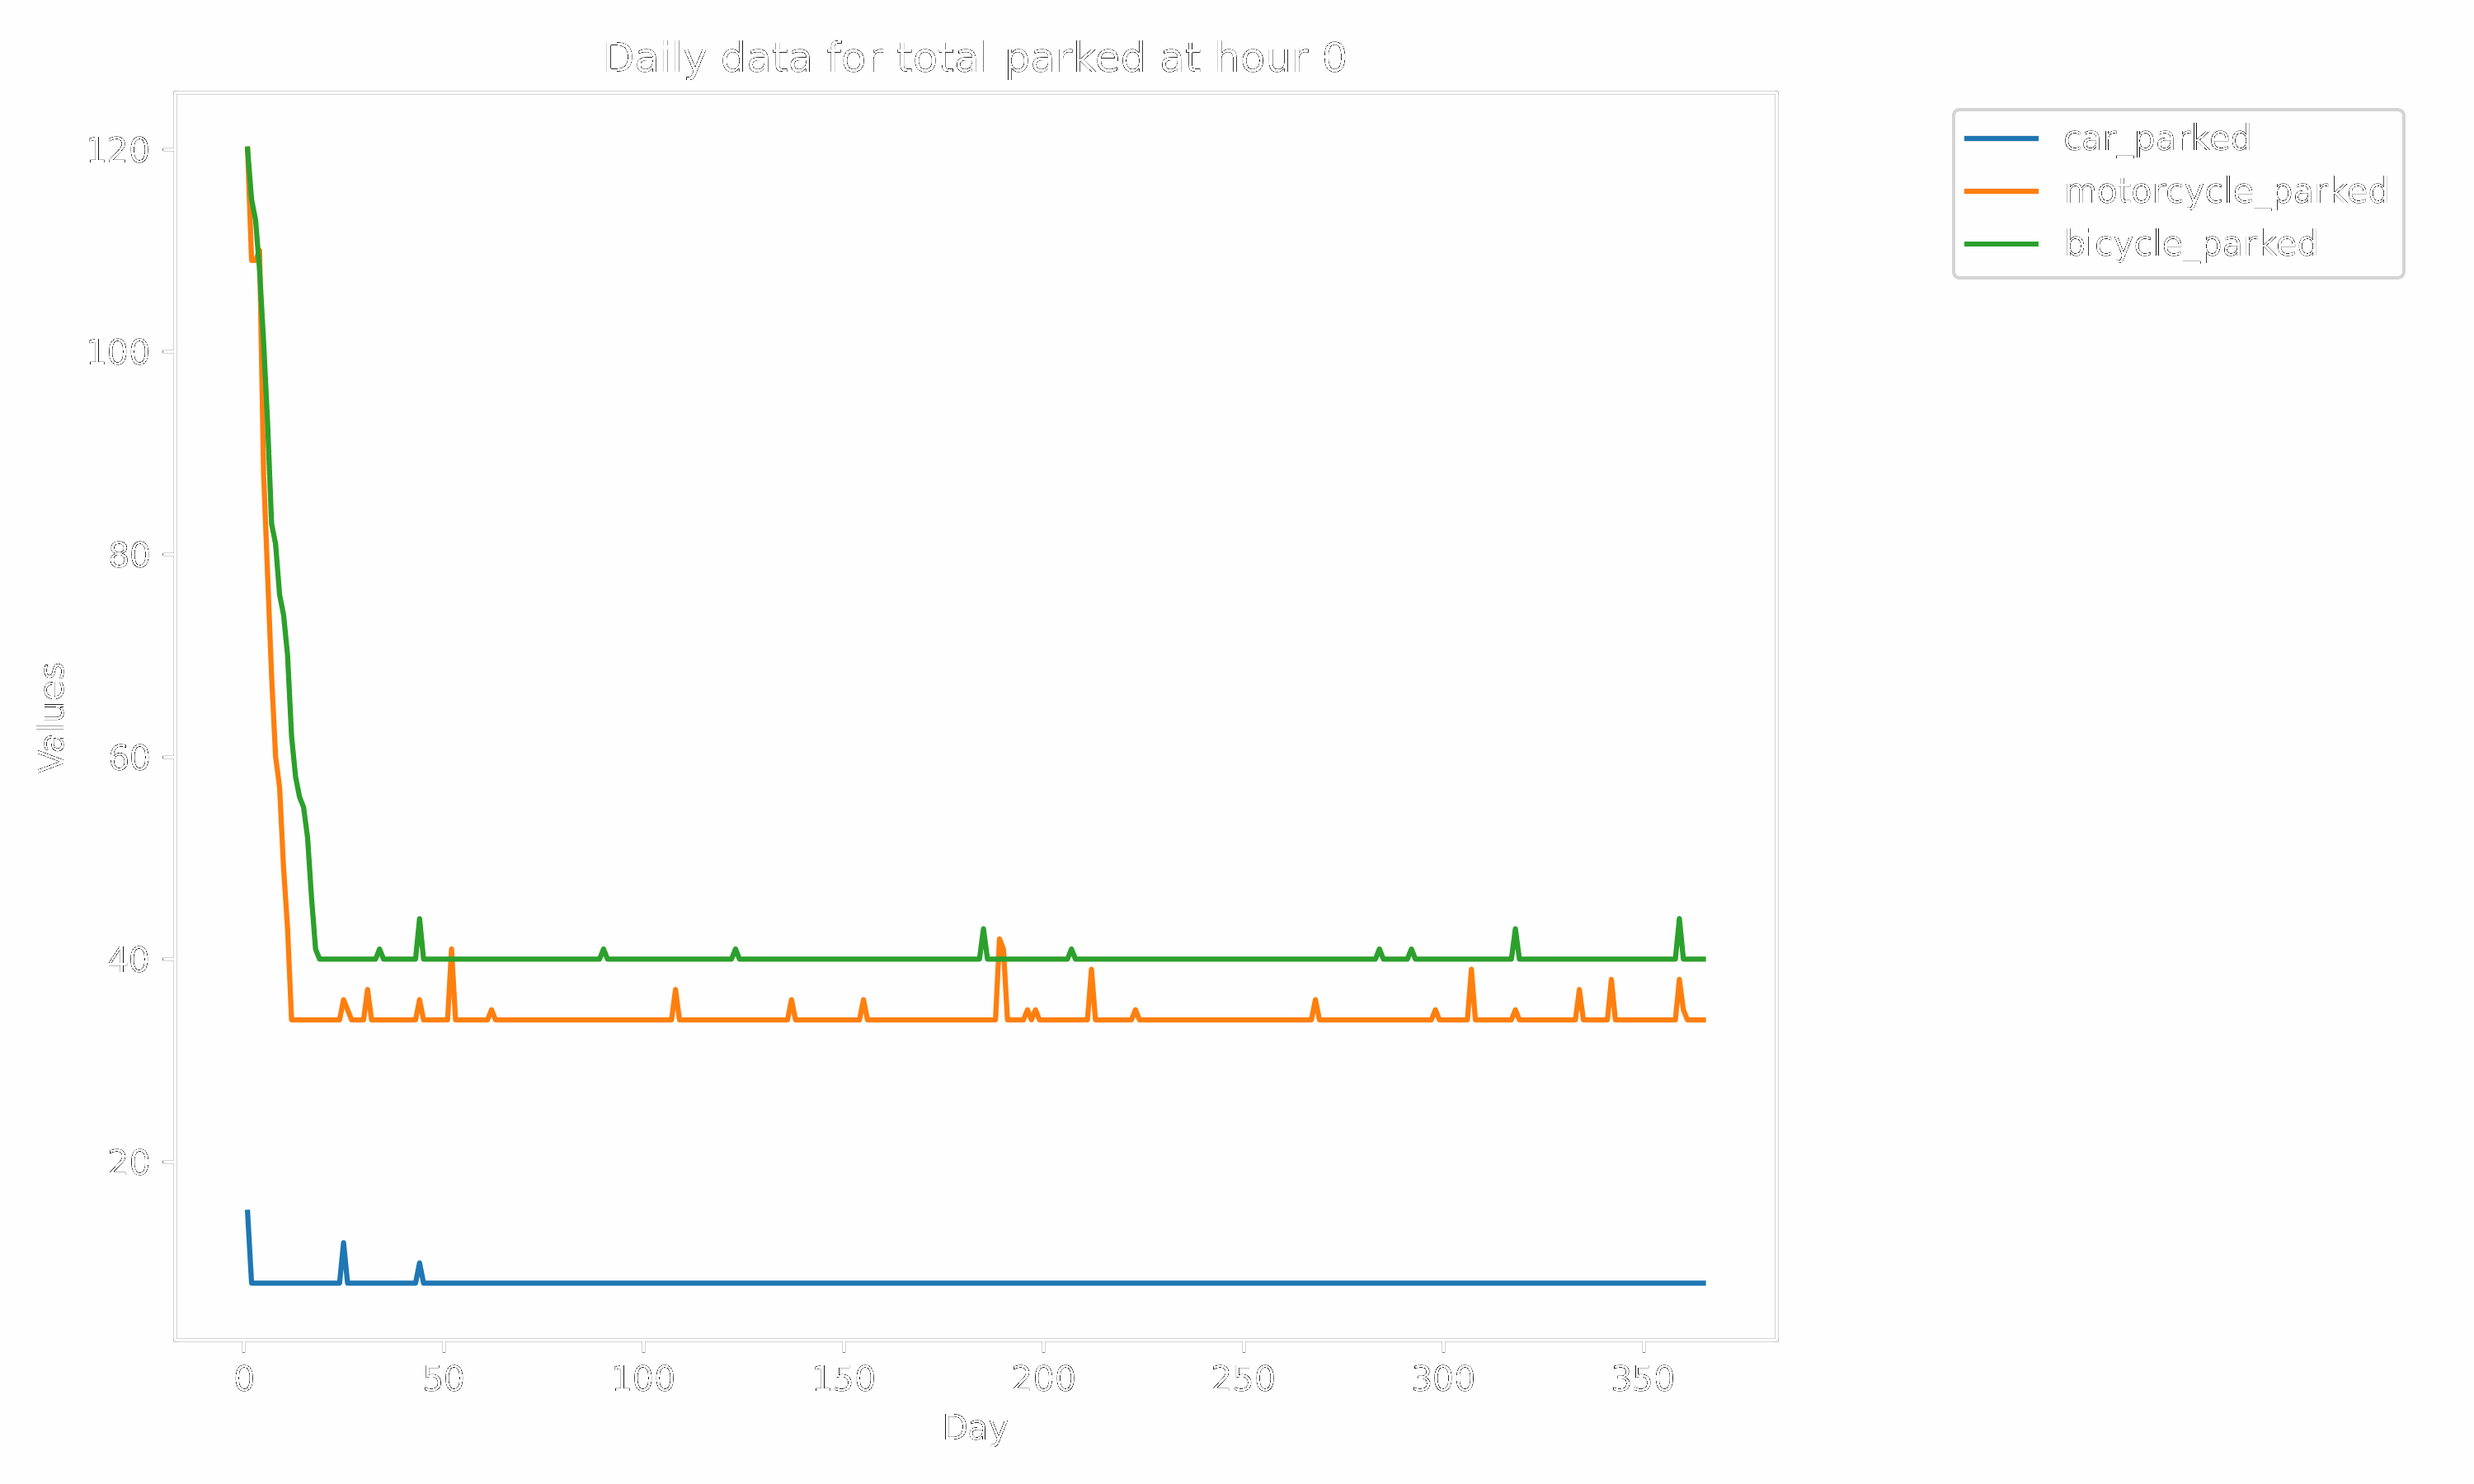 Daily data for total parked at hour 0
car_parked
motorcycle_parked
bicycle_parked
120
100
80
60
40
20
Values
0 50 100 150 200 250 300 350
Day